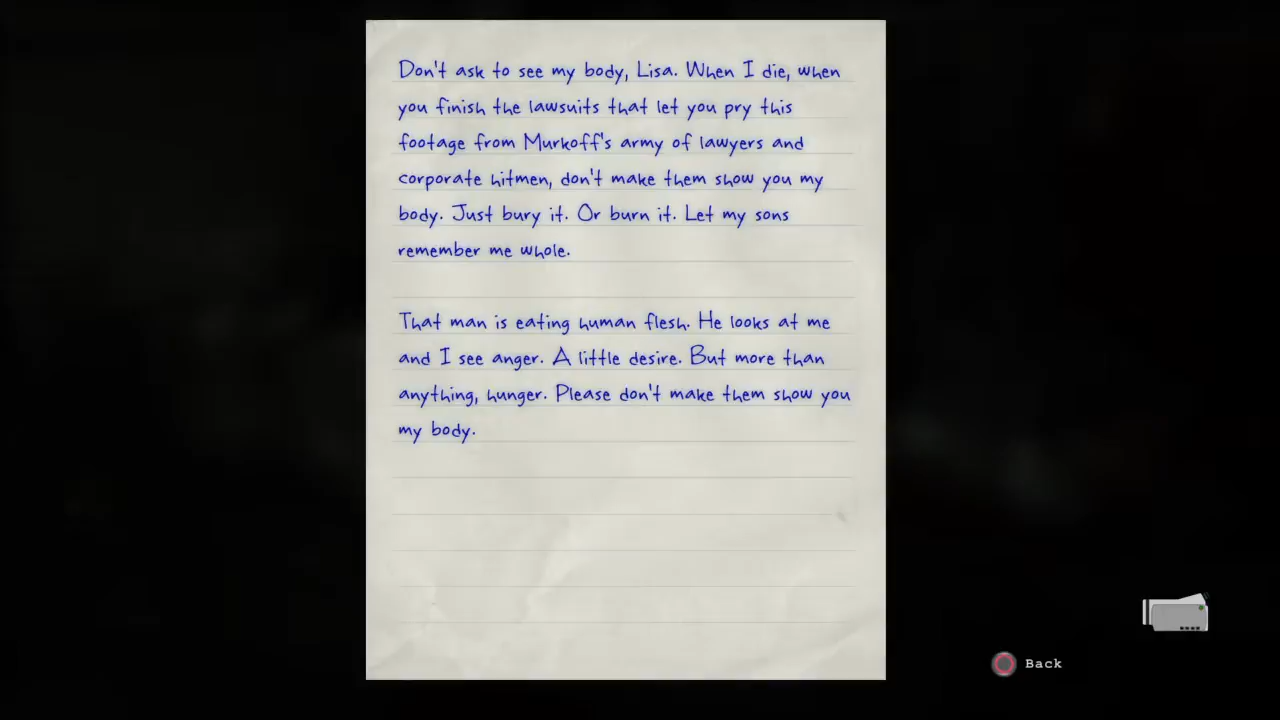 Don't ask to see my body, Lisa. When I die, when
you finish the lawsuits that let you pry this
footage from Murkoff's army of lawyers and
corporate hitmen, don't make them show you my
body. Just bury it. Or burn it. Let my sons
remember me whole.
That man is eating human flesh. He looks at me
and I see anger. A little desire. But more than
anything, hunger. Please don't make them show you
my body.
Back